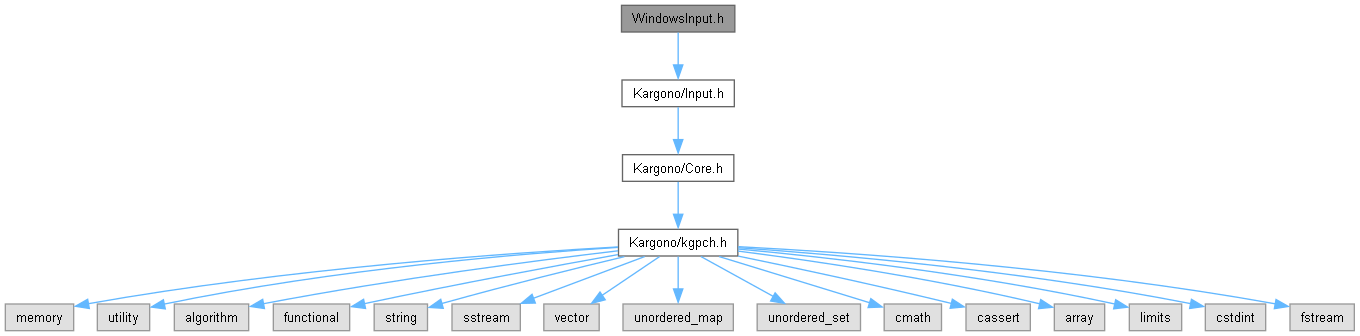 WindowsInput.h
Kargono/Input.h
Kargono/Core.h
Kargono/kgpch.h
memory
utility
algorithm
functional
string
sstream
vector
unordered_map
unordered_set
cmath
cassert
array
limits
cstdint
fstream